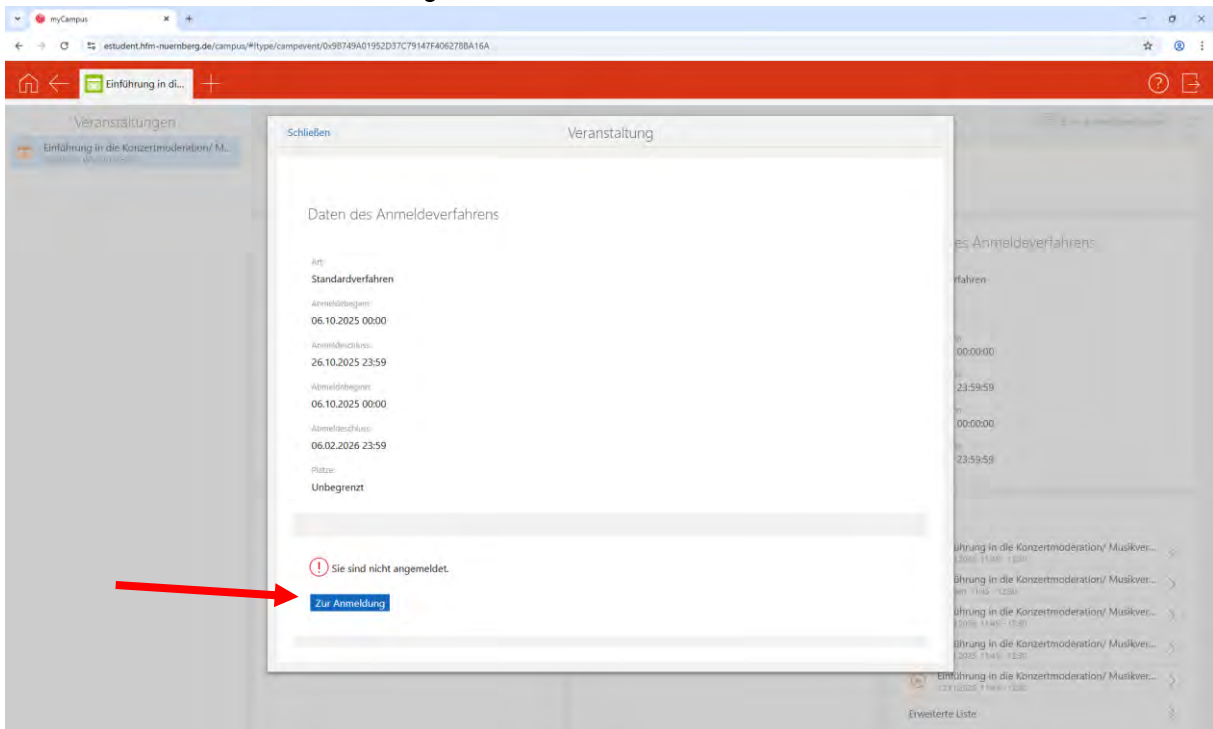 myCampus
estudent.hfm-nuernberg.de/campus/#!type/campevent/0x9B749A01952D37C79147F406278BA16A
Einführung in di...
Veranstaltungen
Einführung in die Konzertmoderation/ M...
Schließen
Veranstaltung
Daten des Anmeldeverfahrens
Art:
Standardverfahren
Anmeldebeginn:
06.10.2025 00:00
Anmeldeschluss:
26.10.2025 23:59
Abmeldebeginn:
06.10.2025 00:00
Abmeldeschluss:
06.02.2026 23:59
Plätze:
Unbegrenzt
Sie sind nicht angemeldet.
Zur Anmeldung
es Anmeldeverfahrens
rfahren
00:00:00
23:59:59
00:00:00
23:59:59
ührung in die Konzertmoderation/ Musikver...
ührung in die Konzertmoderation/ Musikver...
ührung in die Konzertmoderation/ Musikver...
ührung in die Konzertmoderation/ Musikver...
Einführung in die Konzertmoderation/ Musikver...
Erweiterte Liste